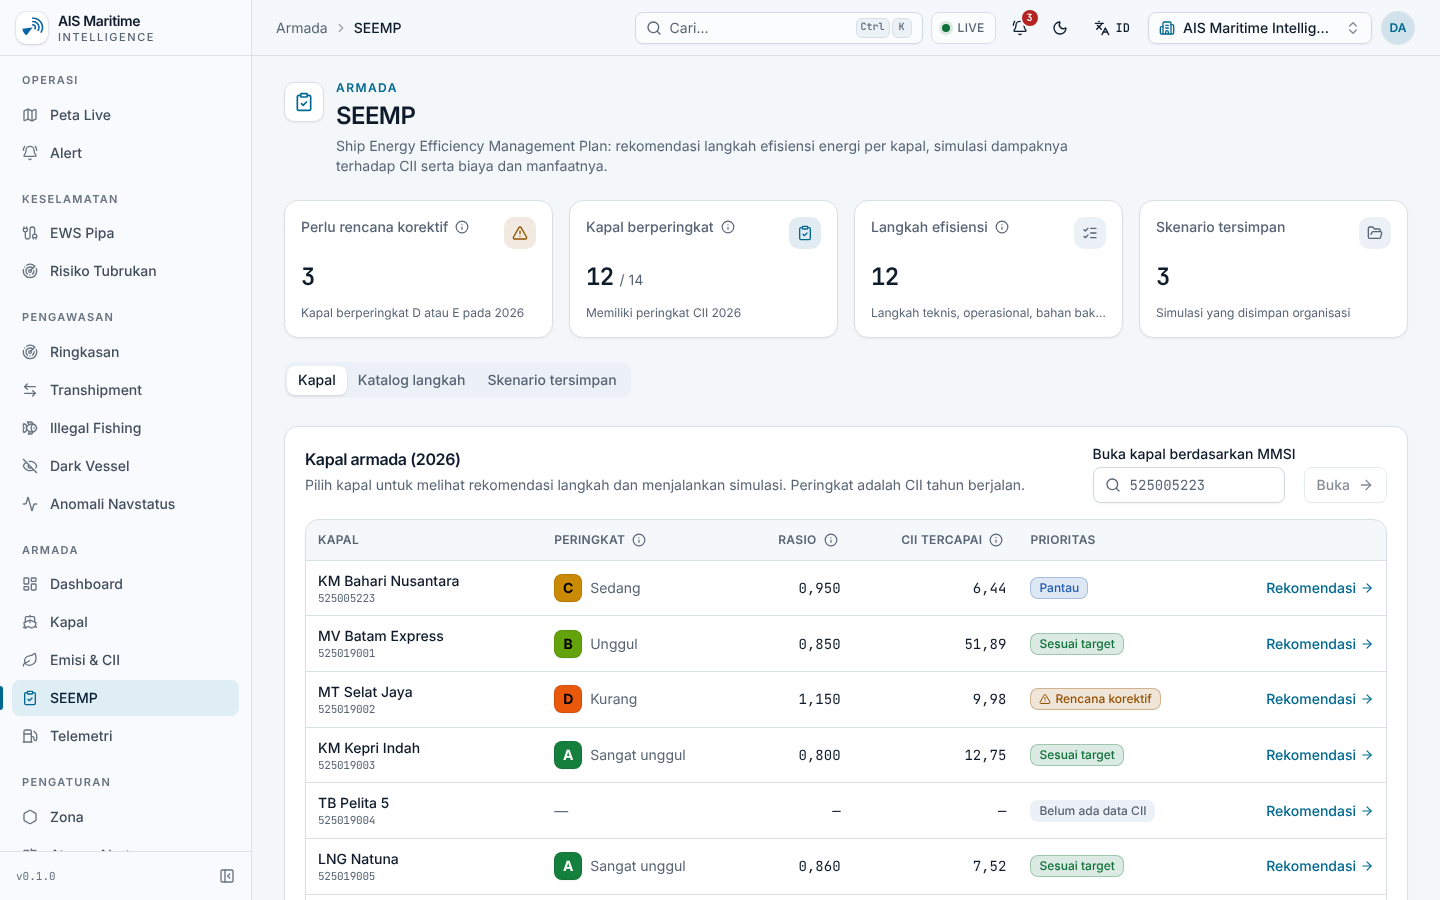 AIS Maritime
INTELLIGENCE
OPERASI
Peta Live
Alert
KESELAMATAN
EWS Pipa
Risiko Tubrukan
PENGAWASAN
Ringkasan
Transhipment
Illegal Fishing
Dark Vessel
Anomali Navstatus
ARMADA
Dashboard
Kapal
Emisi & CII
SEEMP
Telemetri
PENGATURAN
Zona
v0.1.0
Armada > SEEMP
Cari... Ctrl K
LIVE
3
ID
AIS Maritime Intellig...
DA
ARMADA
SEEMP
Ship Energy Efficiency Management Plan: rekomendasi langkah efisiensi energi per kapal, simulasi dampaknya
terhadap CII serta biaya dan manfaatnya.
Perlu rencana korektif
3
Kapal berperingkat D atau E pada 2026
Kapal berperingkat
12 / 14
Memiliki peringkat CII 2026
Langkah efisiensi
12
Langkah teknis, operasional, bahan bak...
Skenario tersimpan
3
Simulasi yang disimpan organisasi
Kapal Katalog langkah Skenario tersimpan
Kapal armada (2026)
Pilih kapal untuk melihat rekomendasi langkah dan menjalankan simulasi. Peringkat adalah CII tahun berjalan.
Buka kapal berdasarkan MMSI
525005223 Buka →
KAPAL PERINGKAT RASIO CII TERCAPAI PRIORITAS
KM Bahari Nusantara
525005223
C Sedang 0,950 6,44 Pantau Rekomendasi →
MV Batam Express
525019001
B Unggul 0,850 51,89 Sesuai target Rekomendasi →
MT Selat Jaya
525019002
D Kurang 1,150 9,98 Rencana korektif Rekomendasi →
KM Kepri Indah
525019003
A Sangat unggul 0,800 12,75 Sesuai target Rekomendasi →
TB Pelita 5
525019004
— – – Belum ada data CII Rekomendasi →
LNG Natuna
525019005
A Sangat unggul 0,860 7,52 Sesuai target Rekomendasi →